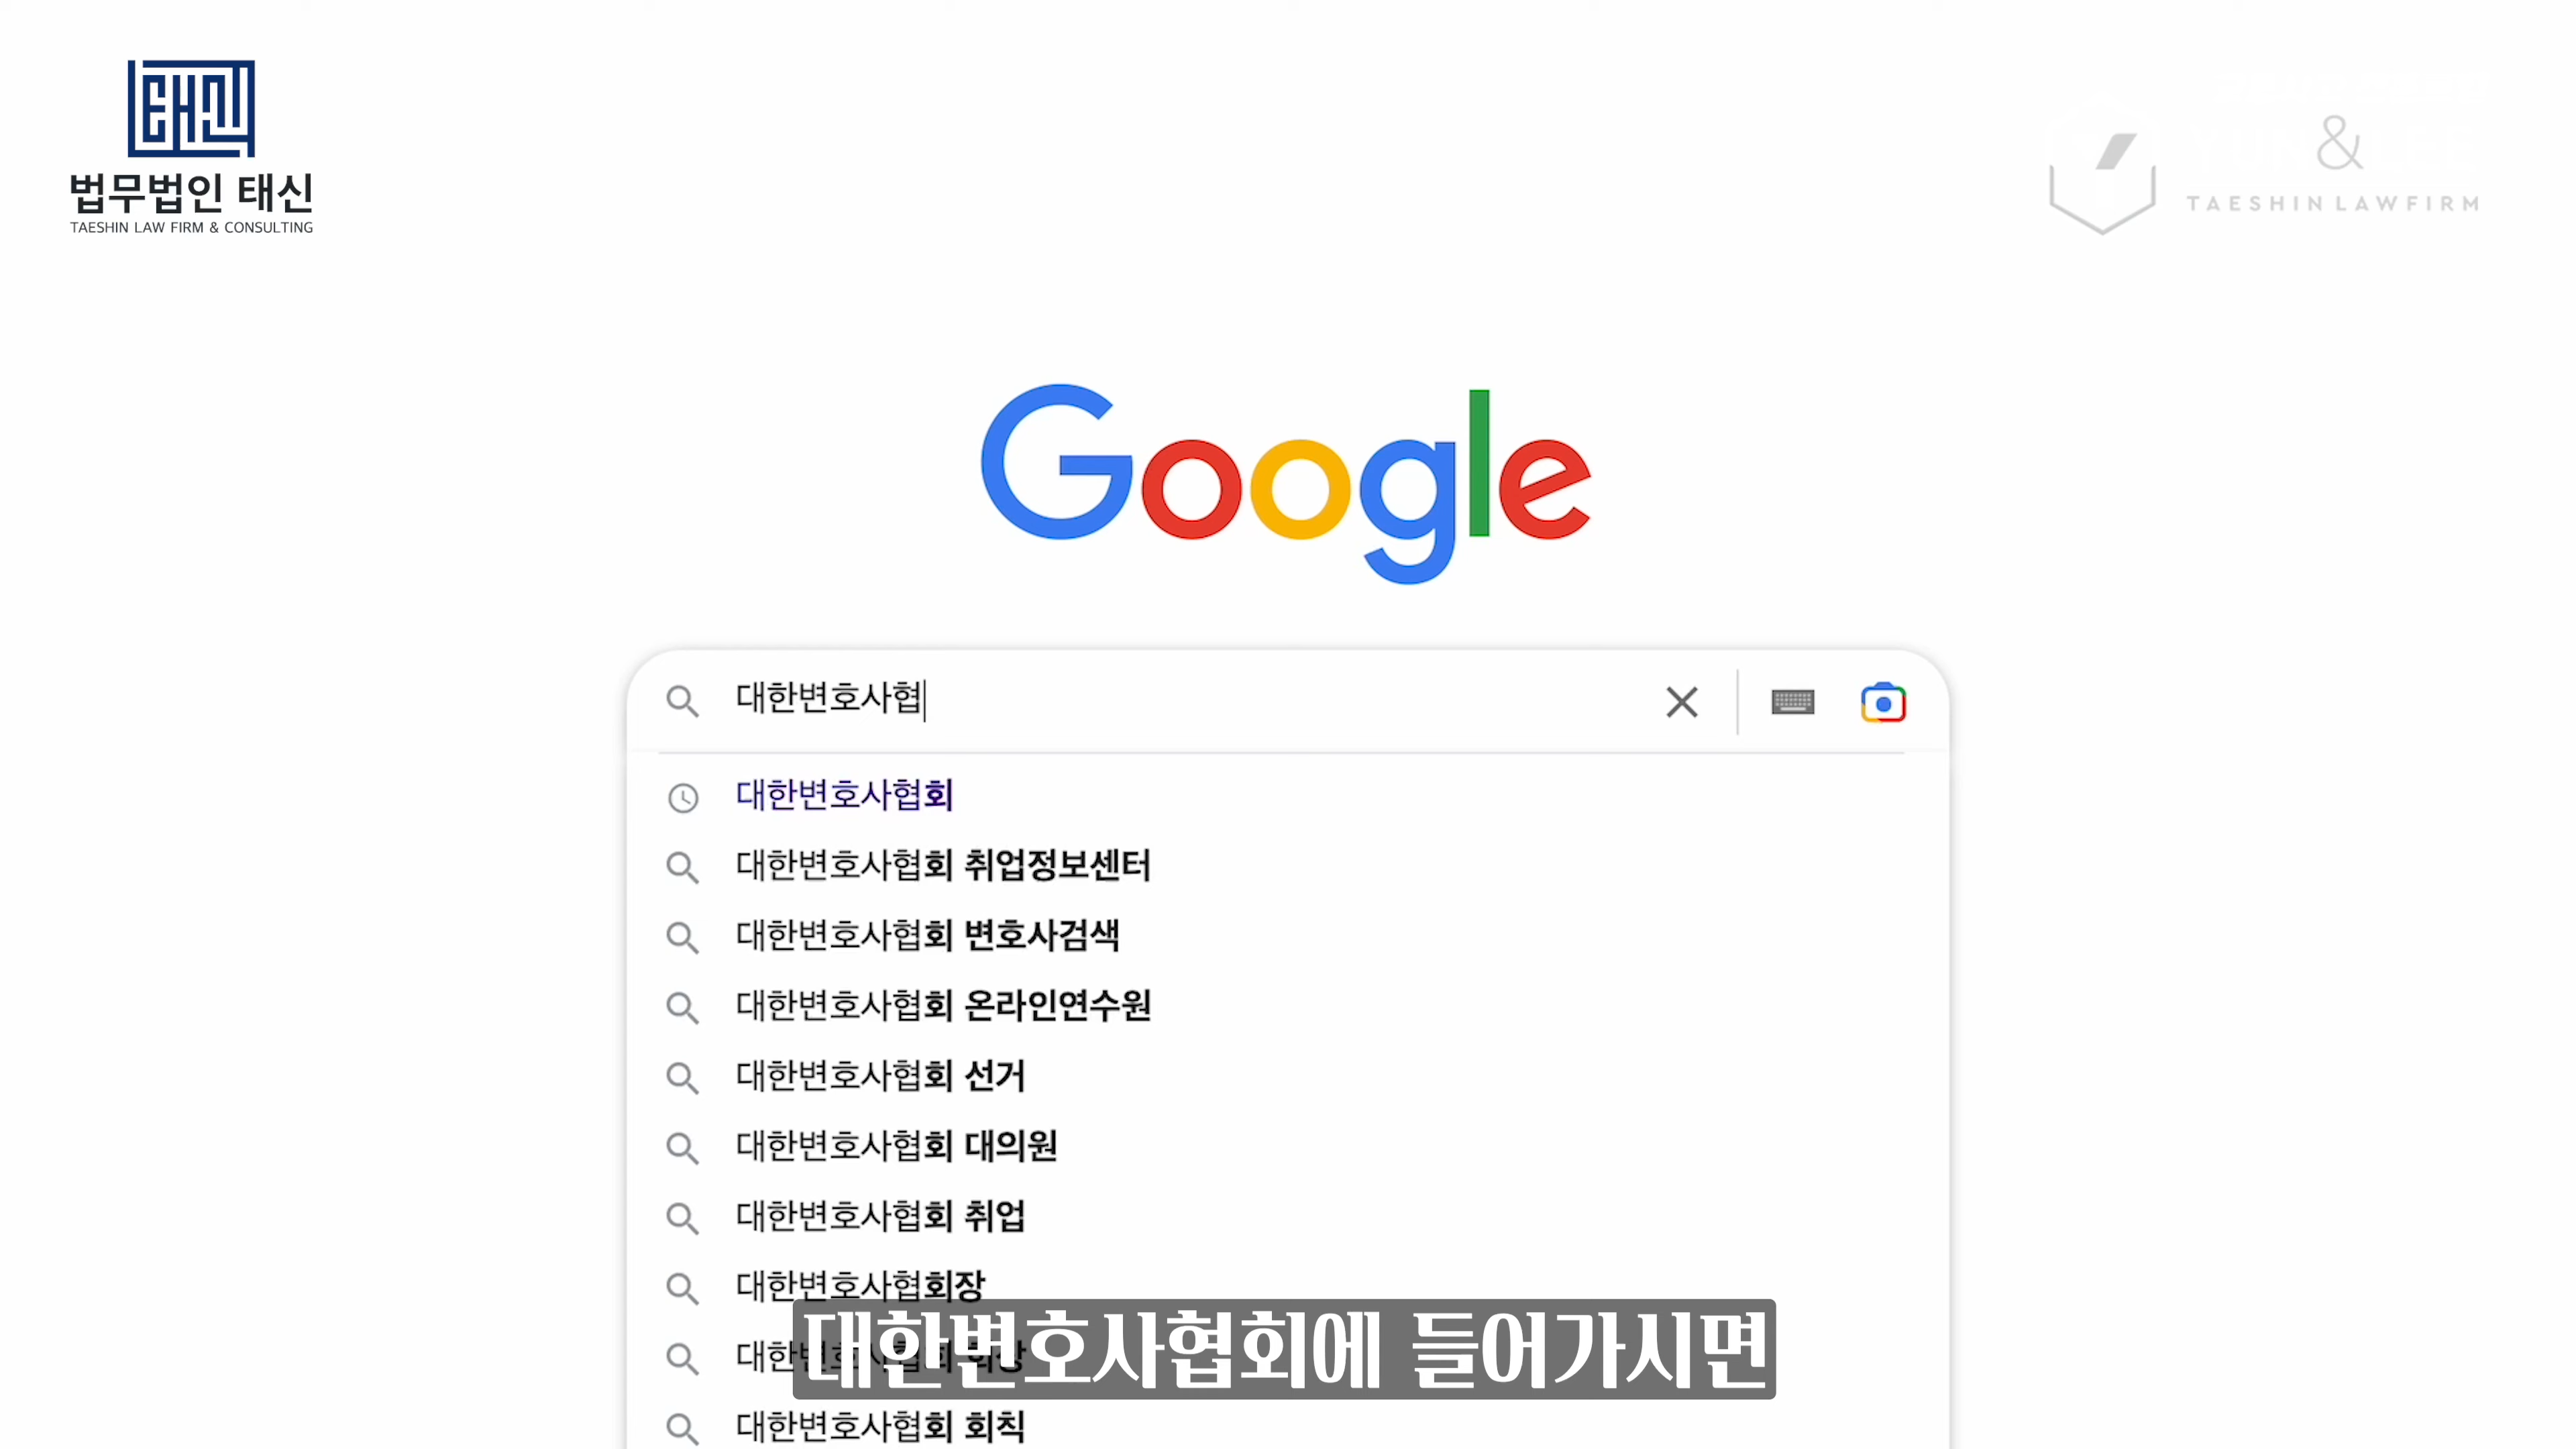 태신
법무법인 태신
TAESHIN LAW FIRM & CONSULTING
&
TAESHIN LAWFIRM
Google
대한변호사협
대한변호사협회
대한변호사협회 취업정보센터
대한변호사협회 변호사검색
대한변호사협회 온라인연수원
대한변호사협회 선거
대한변호사협회 대의원
대한변호사협회 취업
대한변호사협회장
대한변호사협회에 들어가시면
대한변호사협회 회칙